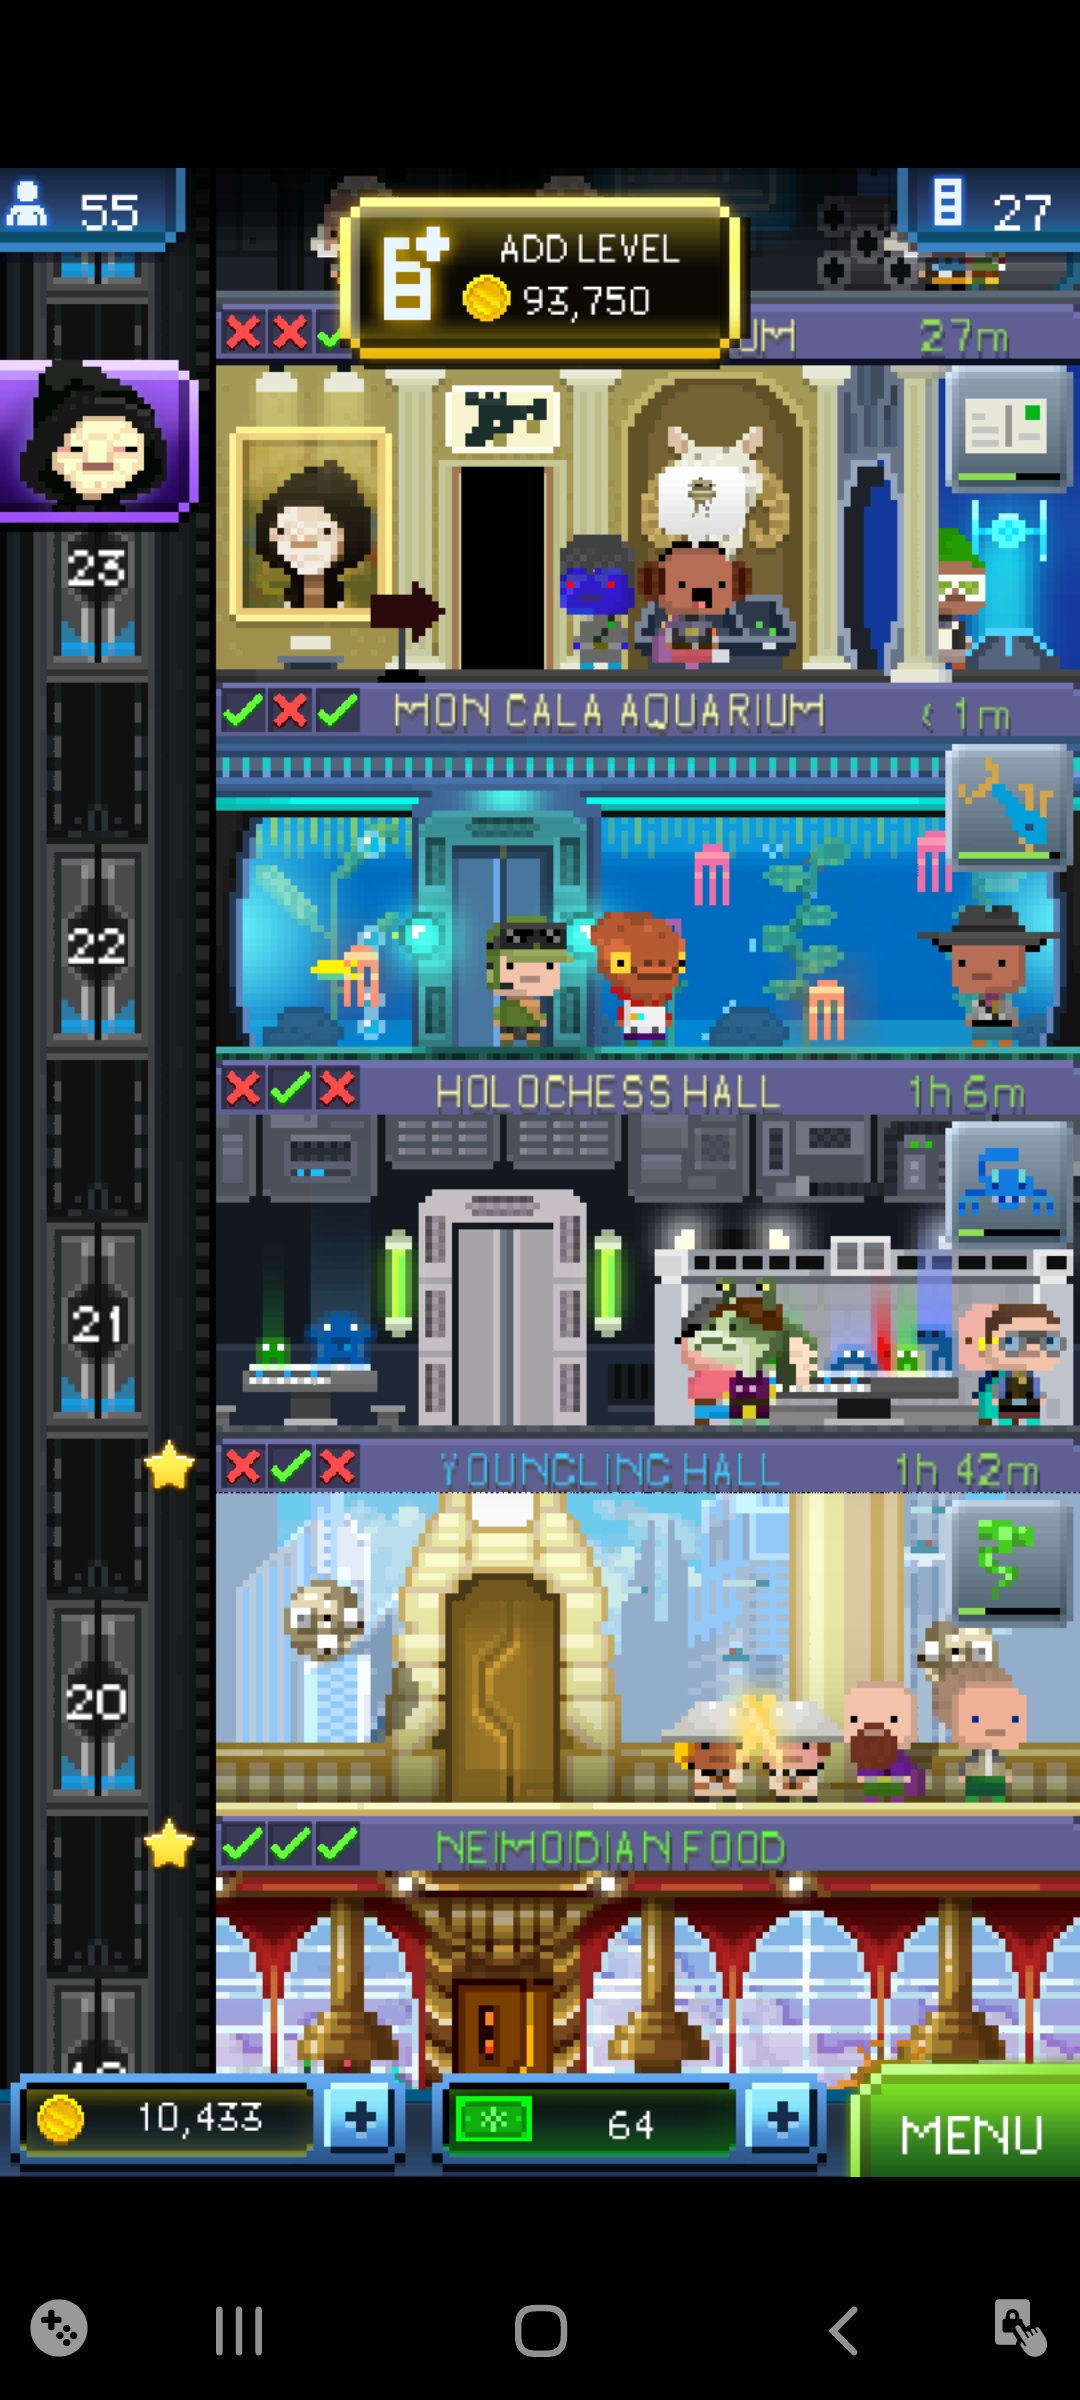 55
27
ADD LEVEL
93,750
UM 27m
23
MON CALA AQUARIUM < 1m
22
HOLOCHESS HALL 1h 6m
21
YOUNGLING HALL 1h 42m
20
NEIMOIDIAN FOOD
10,433
64
MENU